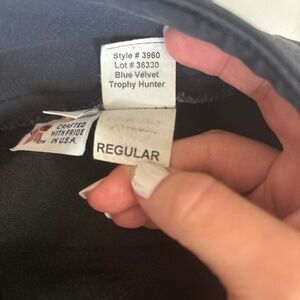 Style # 3960
Lot # 36330
Blue Velvet
Trophy Hunter
CRAFTED
WITH PRIDE
IN U.S.A.
REGULAR